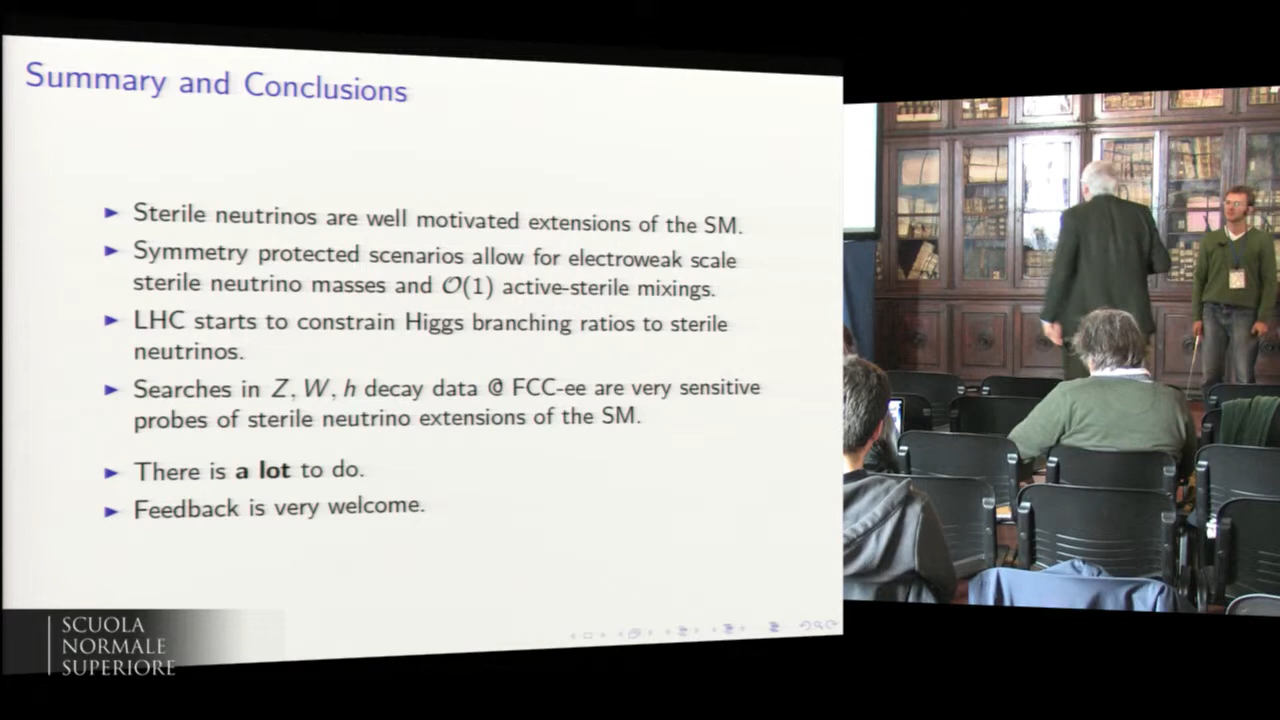 Summary and Conclusions
► Sterile neutrinos are well motivated extensions of the SM.
► Symmetry protected scenarios allow for electroweak scale
sterile neutrino masses and 𝒪(1) active-sterile mixings.
► LHC starts to constrain Higgs branching ratios to sterile
neutrinos.
► Searches in Z, W, h decay data @ FCC-ee are very sensitive
probes of sterile neutrino extensions of the SM.
► There is a lot to do.
► Feedback is very welcome.
SCUOLA
NORMALE
SUPERIORE